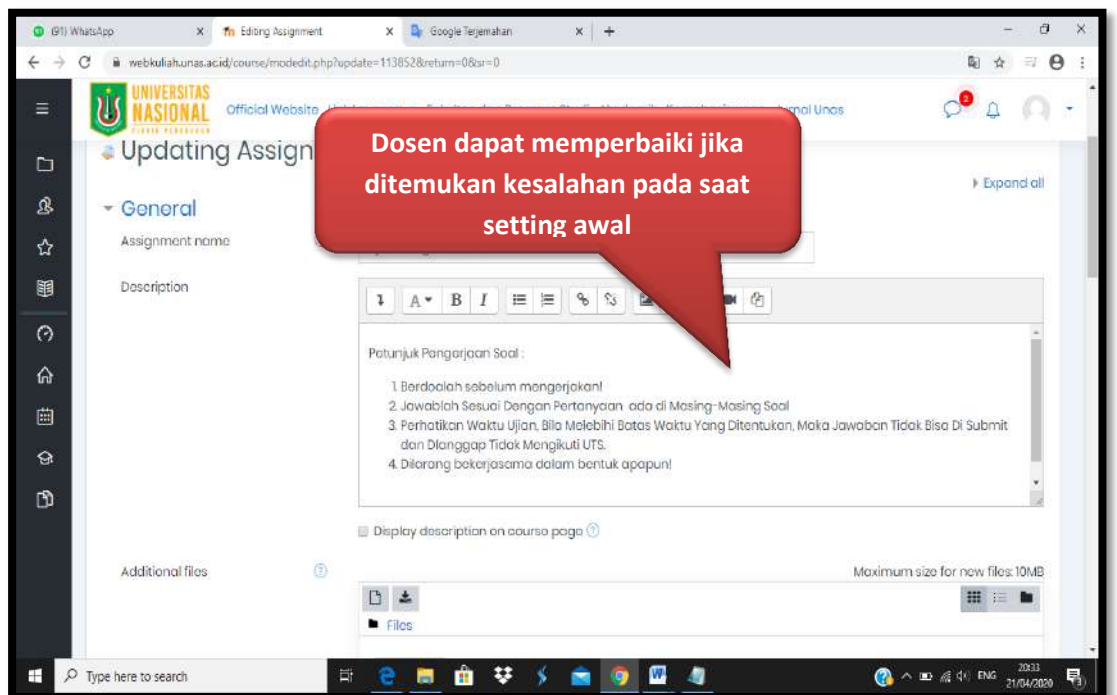 (91) WhatsApp
Editing Assignment
Google Terjemahan
webkuliah.unas.ac.id/course/modedit.php?update=113852&return=0&sr=0
UNIVERSITAS
NASIONAL
Official Website
Jurnal Unas
2
Updating Assign
Dosen dapat memperbaiki jika
ditemukan kesalahan pada saat
setting awal
Expand all
General
Assignment name
Description
Petunjuk Pengerjaan Soal :
1. Berdoalah sebelum mengerjakan!
2. Jawablah Sesuai Dengan Pertanyaan ada di Masing-Masing Soal
3. Perhatikan Waktu Ujian, Bila Melebihi Batas Waktu Yang Ditentukan, Maka Jawaban Tidak Bisa Di Submit
dan DIanggap Tidak Mengikuti UTS.
4. Dilarang bekerjasama dalam bentuk apapun!
Display description on course page
Additional files
Maximum size for new files: 10MB
Files
Type here to search
ENG
20:33
21/04/2020